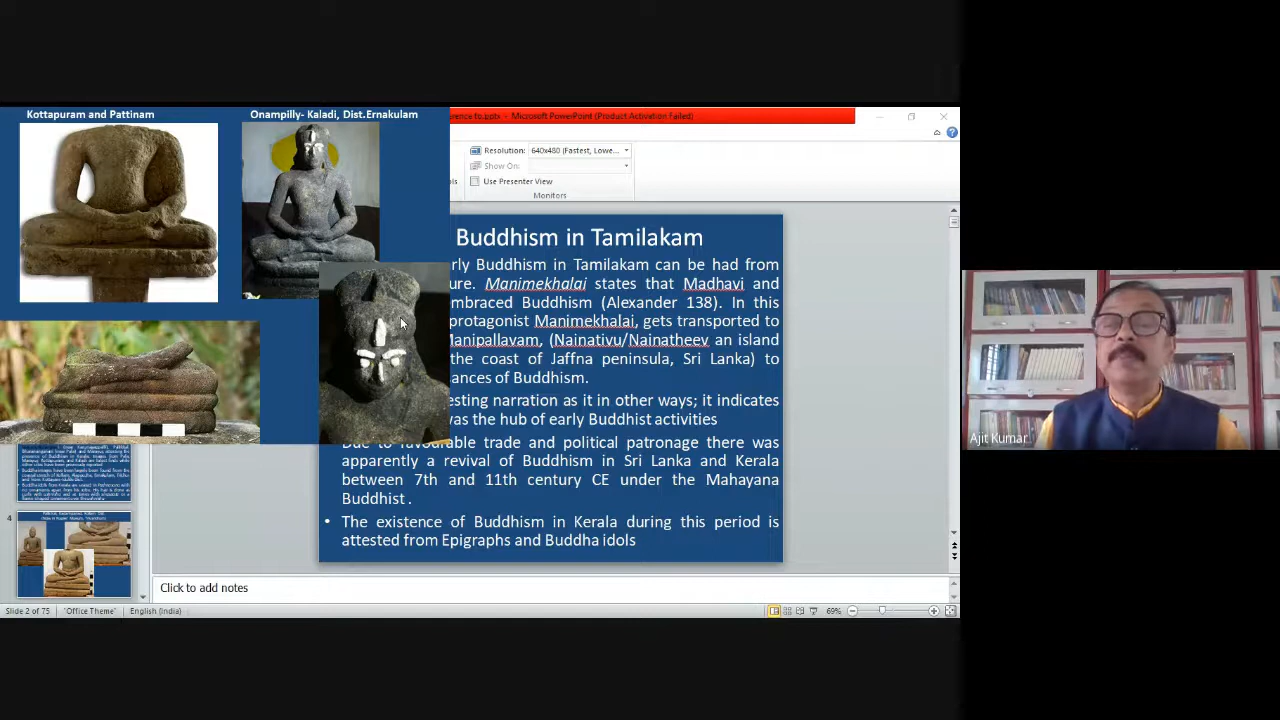 Kottapuram and Pattinam
Onampilly- Kaladi, Dist.Ernakulam
Microsoft PowerPoint (Product Activation Failed)
Resolution: 640x480 (Fastest, Lowe...
Show On:
Use Presenter View
Monitors
Buddhism in Tamilakam
rly Buddhism in Tamilakam can be had from
ure. Manimekhalai states that Madhavi and
mbraced Buddhism (Alexander 138). In this
protagonist Manimekhalai, gets transported to
Manipallavam, (Nainativu/Nainatheev an island
the coast of Jaffna peninsula, Sri Lanka) to
ances of Buddhism.
esting narration as it in other ways; it indicates
was the hub of early Buddhist activities
Due to favourable trade and political patronage there was
apparently a revival of Buddhism in Sri Lanka and Kerala
between 7th and 11th century CE under the Mahayana
Buddhist .
• The existence of Buddhism in Kerala during this period is
attested from Epigraphs and Buddha idols
4
Click to add notes
Slide 2 of 75
"Office Theme"
English (India)
69%
Ajit Kumar